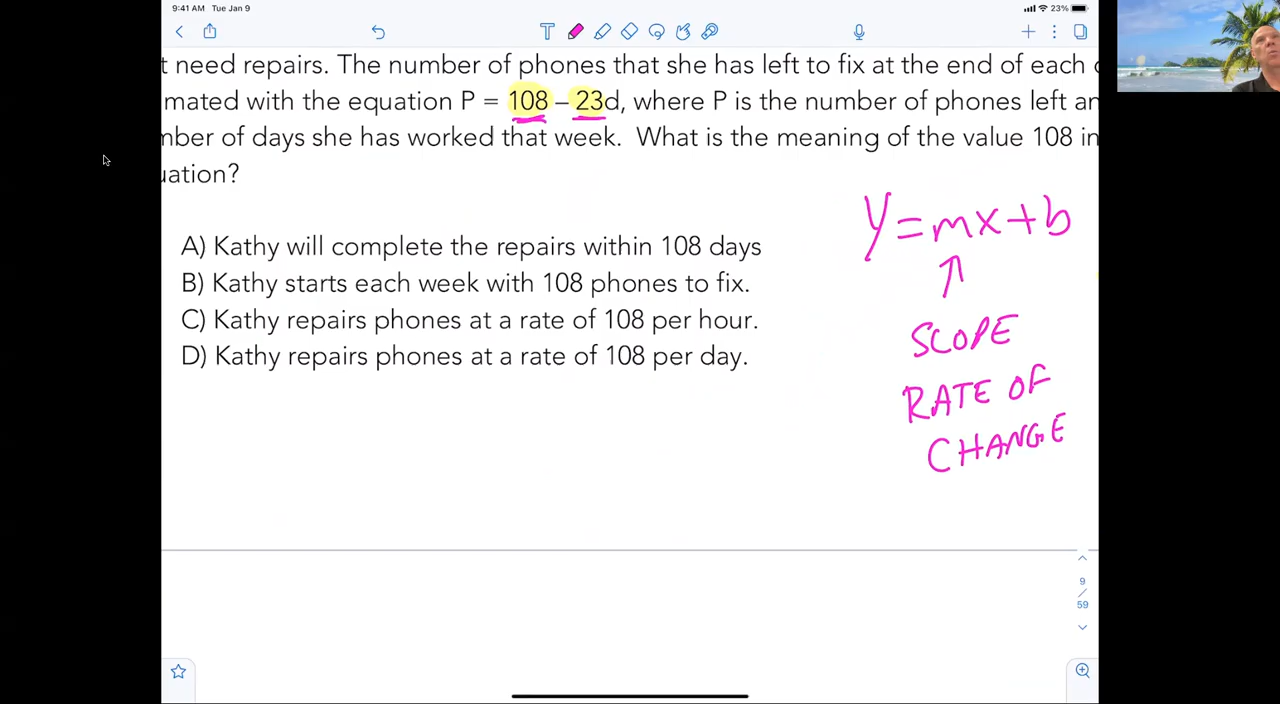 9:41 AM Tue Jan 9
23%
t need repairs. The number of phones that she has left to fix at the end of each
mated with the equation P = 108 – 23d, where P is the number of phones left an
mber of days she has worked that week. What is the meaning of the value 108 in
uation?
A) Kathy will complete the repairs within 108 days
B) Kathy starts each week with 108 phones to fix.
C) Kathy repairs phones at a rate of 108 per hour.
D) Kathy repairs phones at a rate of 108 per day.
y=mx+b
SCOPE
RATE OF
CHANGE
9
/
59